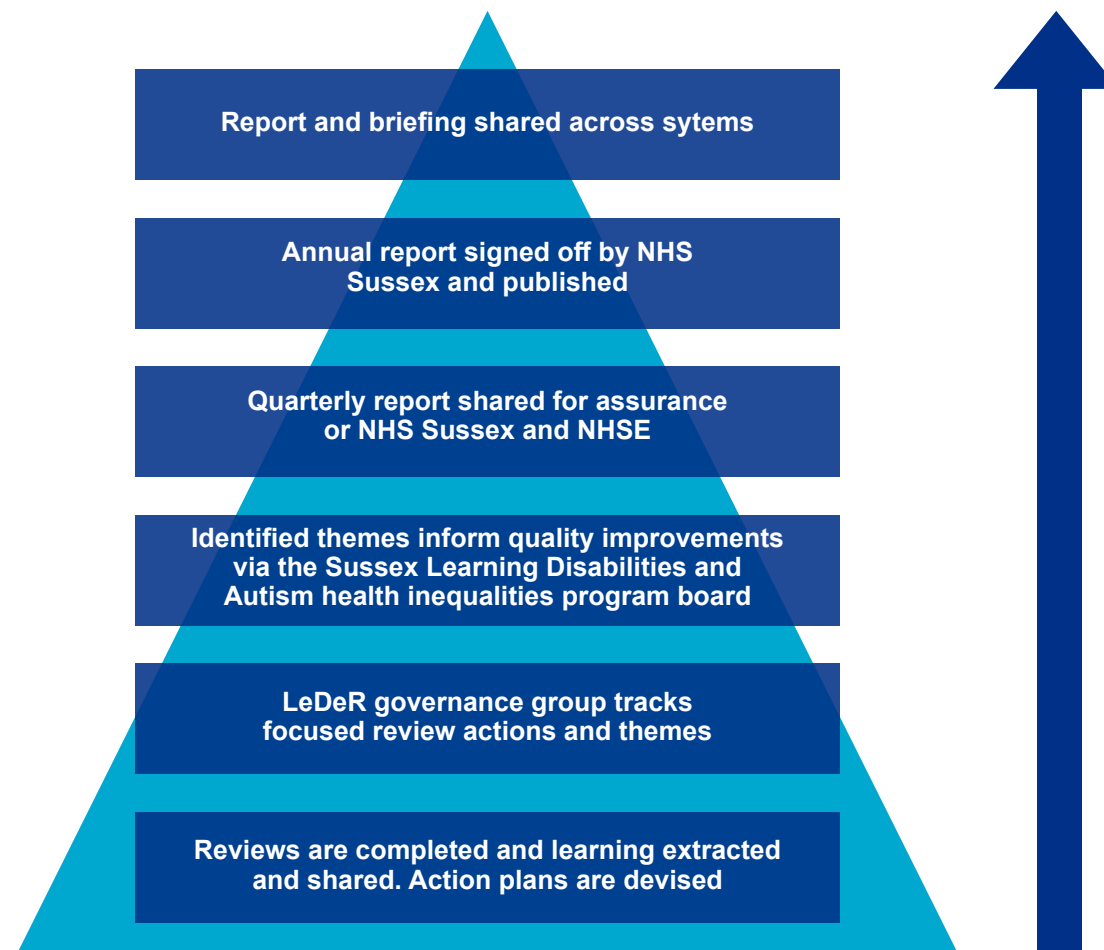 Report and briefing shared across sytems
Annual report signed off by NHS
Sussex and published
Quarterly report shared for assurance
or NHS Sussex and NHSE
Identified themes inform quality improvements
via the Sussex Learning Disabilities and
Autism health inequalities program board
LeDeR governance group tracks
focused review actions and themes
Reviews are completed and learning extracted
and shared. Action plans are devised